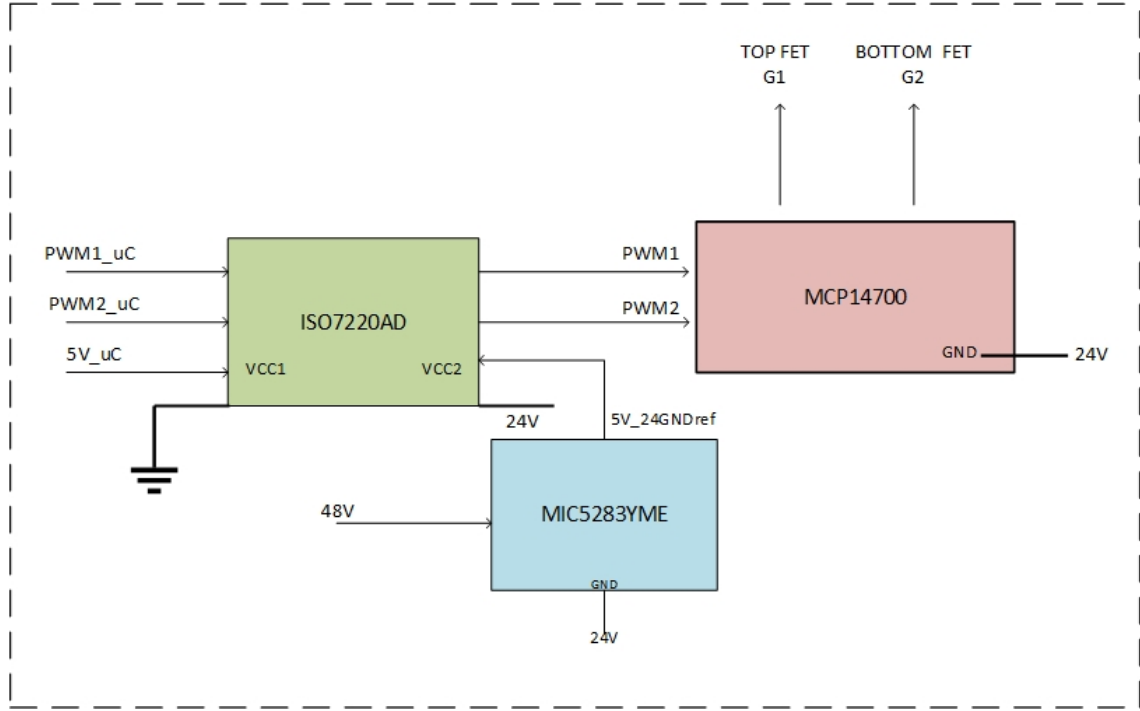 TOP FET
G1
BOTTOM FET
G2
PWM1_uC
PWM2_uC
5V_uC
ISO7220AD
VCC1
VCC2
24V
PWM1
PWM2
MCP14700
GND
24V
5V_24GNDref
48V
MIC5283YME
GND
24V